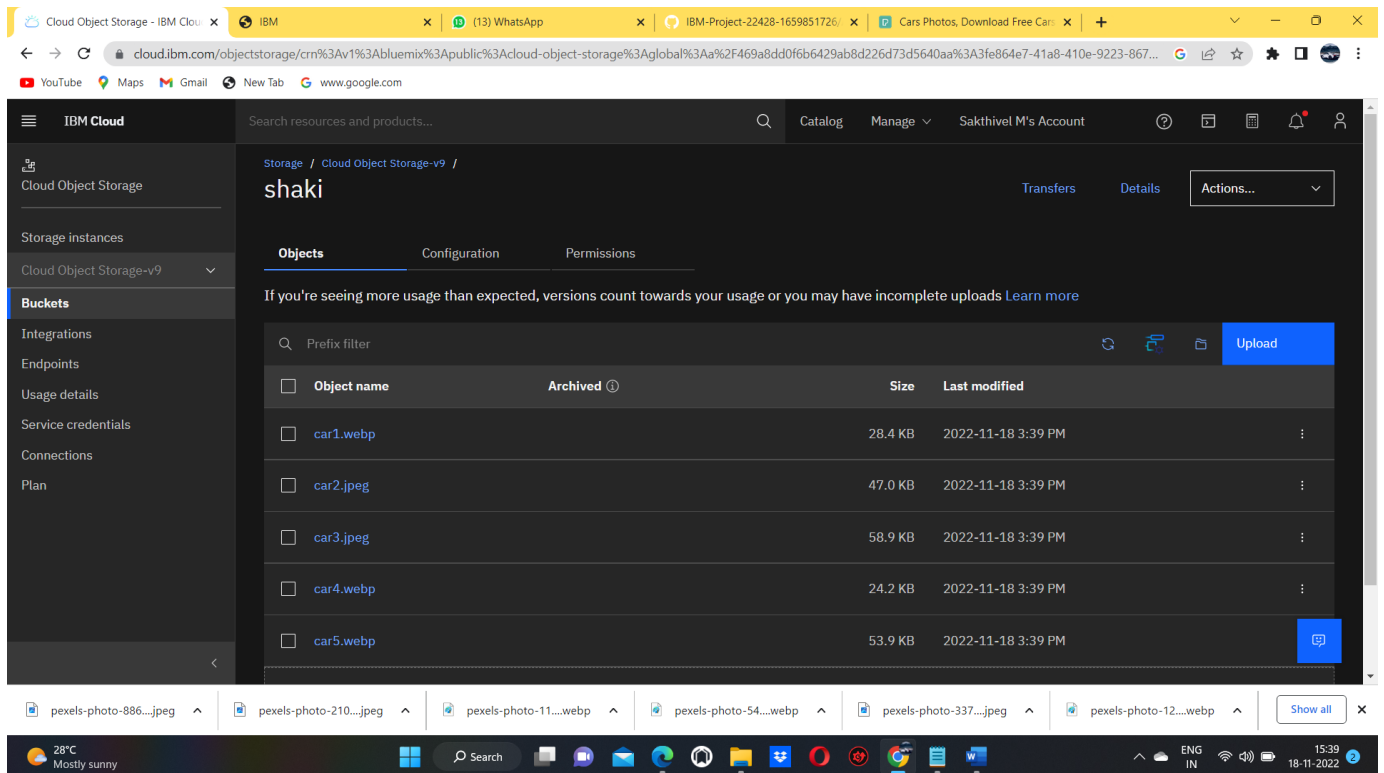 Cloud Object Storage - IBM Clou
IBM
(13) WhatsApp
IBM-Project-22428-1659851726/
Cars Photos, Download Free Cars
cloud.ibm.com/objectstorage/crn%3Av1%3Abluemix%3Apublic%3Acloud-object-storage%3Aglobal%3Aa%2F469a8dd0f6b6429ab8d226d73d5640aa%3A3fe864e7-41a8-410e-9223-867...
YouTube Maps Gmail New Tab www.google.com
IBM Cloud
Search resources and products...
Catalog Manage Sakthivel M's Account
Cloud Object Storage
Storage instances
Cloud Object Storage-v9
Buckets
Integrations
Endpoints
Usage details
Service credentials
Connections
Plan
Storage / Cloud Object Storage-v9 /
shaki
Transfers Details Actions...
Objects Configuration Permissions
If you're seeing more usage than expected, versions count towards your usage or you may have incomplete uploads Learn more
Prefix filter
Upload
Object name Archived Size Last modified
car1.webp 28.4 KB 2022-11-18 3:39 PM
car2.jpeg 47.0 KB 2022-11-18 3:39 PM
car3.jpeg 58.9 KB 2022-11-18 3:39 PM
car4.webp 24.2 KB 2022-11-18 3:39 PM
car5.webp 53.9 KB 2022-11-18 3:39 PM
pexels-photo-886....jpeg pexels-photo-210....jpeg pexels-photo-11....webp pexels-photo-54....webp pexels-photo-337....jpeg pexels-photo-12....webp Show all
28°C
Mostly sunny
Search
ENG
IN
15:39
18-11-2022
2